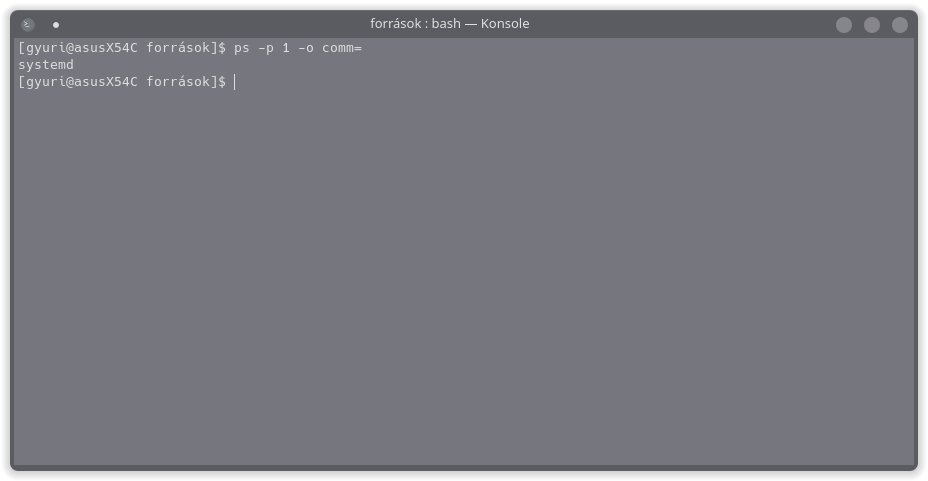 források : bash — Konsole
[gyuri@asusX54C források]$ ps -p 1 -o comm=
systemd
[gyuri@asusX54C források]$